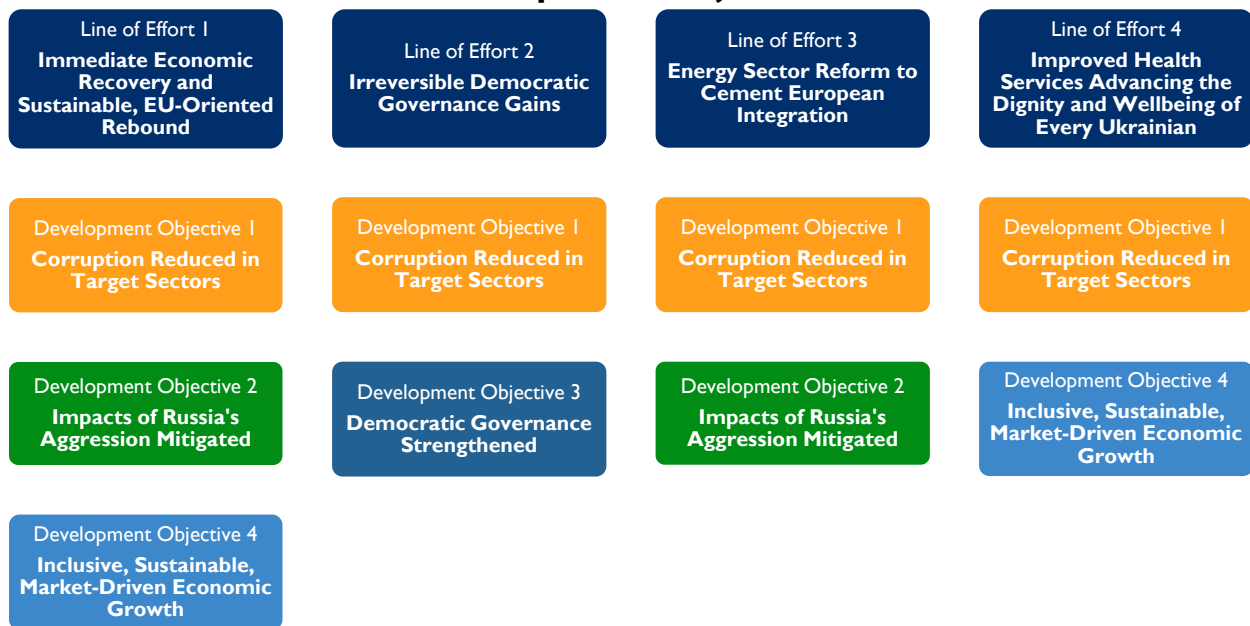 Line of Effort 1
Immediate Economic
Recovery and
Sustainable, EU-Oriented
Rebound
Line of Effort 2
Irreversible Democratic
Governance Gains
Line of Effort 3
Energy Sector Reform to
Cement European
Integration
Line of Effort 4
Improved Health
Services Advancing the
Dignity and Wellbeing of
Every Ukrainian
Development Objective 1
Corruption Reduced in
Target Sectors
Development Objective 1
Corruption Reduced in
Target Sectors
Development Objective 1
Corruption Reduced in
Target Sectors
Development Objective 1
Corruption Reduced in
Target Sectors
Development Objective 2
Impacts of Russia's
Aggression Mitigated
Development Objective 3
Democratic Governance
Strengthened
Development Objective 2
Impacts of Russia's
Aggression Mitigated
Development Objective 4
Inclusive, Sustainable,
Market-Driven Economic
Growth
Development Objective 4
Inclusive, Sustainable,
Market-Driven Economic
Growth